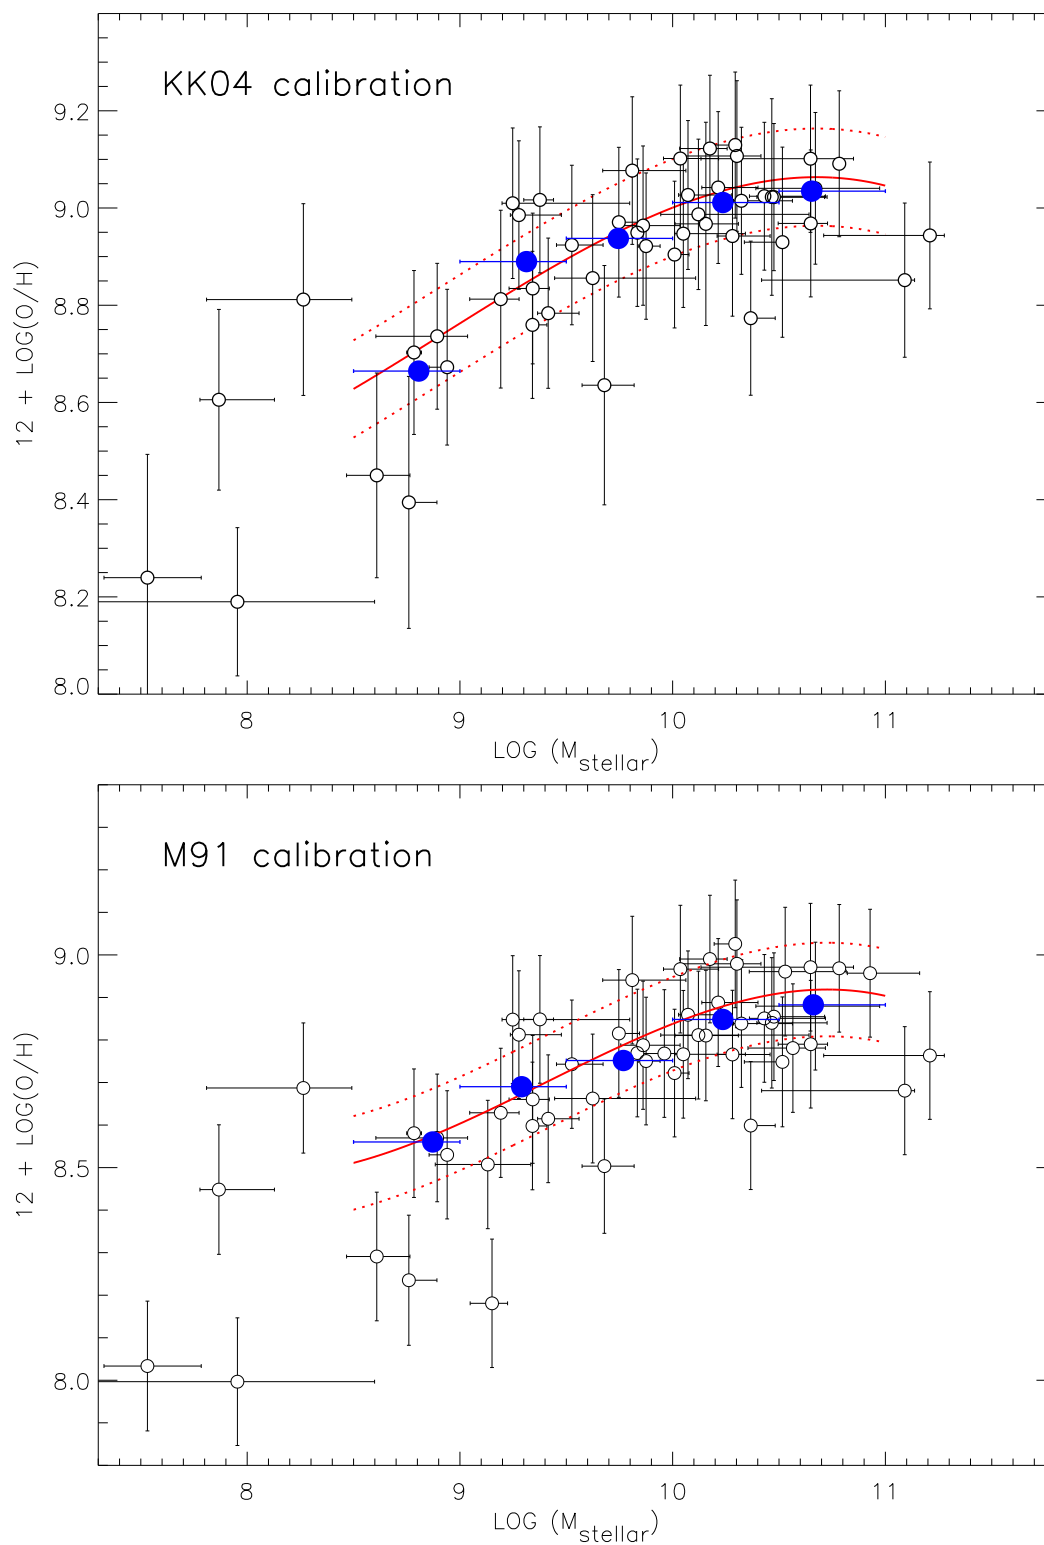 KK04 calibration
9.2
9.0
8.8
8.6
8.4
8.2
8.0
12 + LOG(O/H)
8 9 10 11
LOG (Mstellar)
M91 calibration
9.0
8.5
8.0
12 + LOG(O/H)
8 9 10 11
LOG (Mstellar)